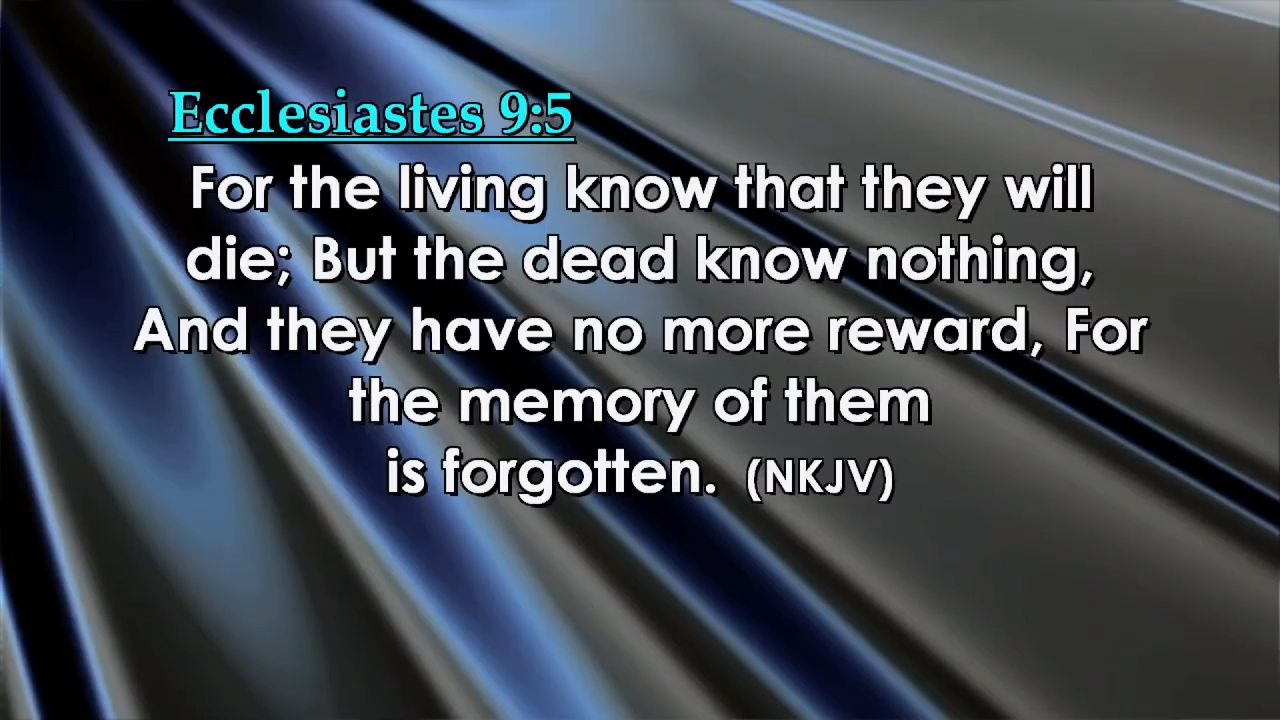 Ecclesiastes 9:5
For the living know that they will
die; But the dead know nothing,
And they have no more reward, For
the memory of them
is forgotten. (NKJV)